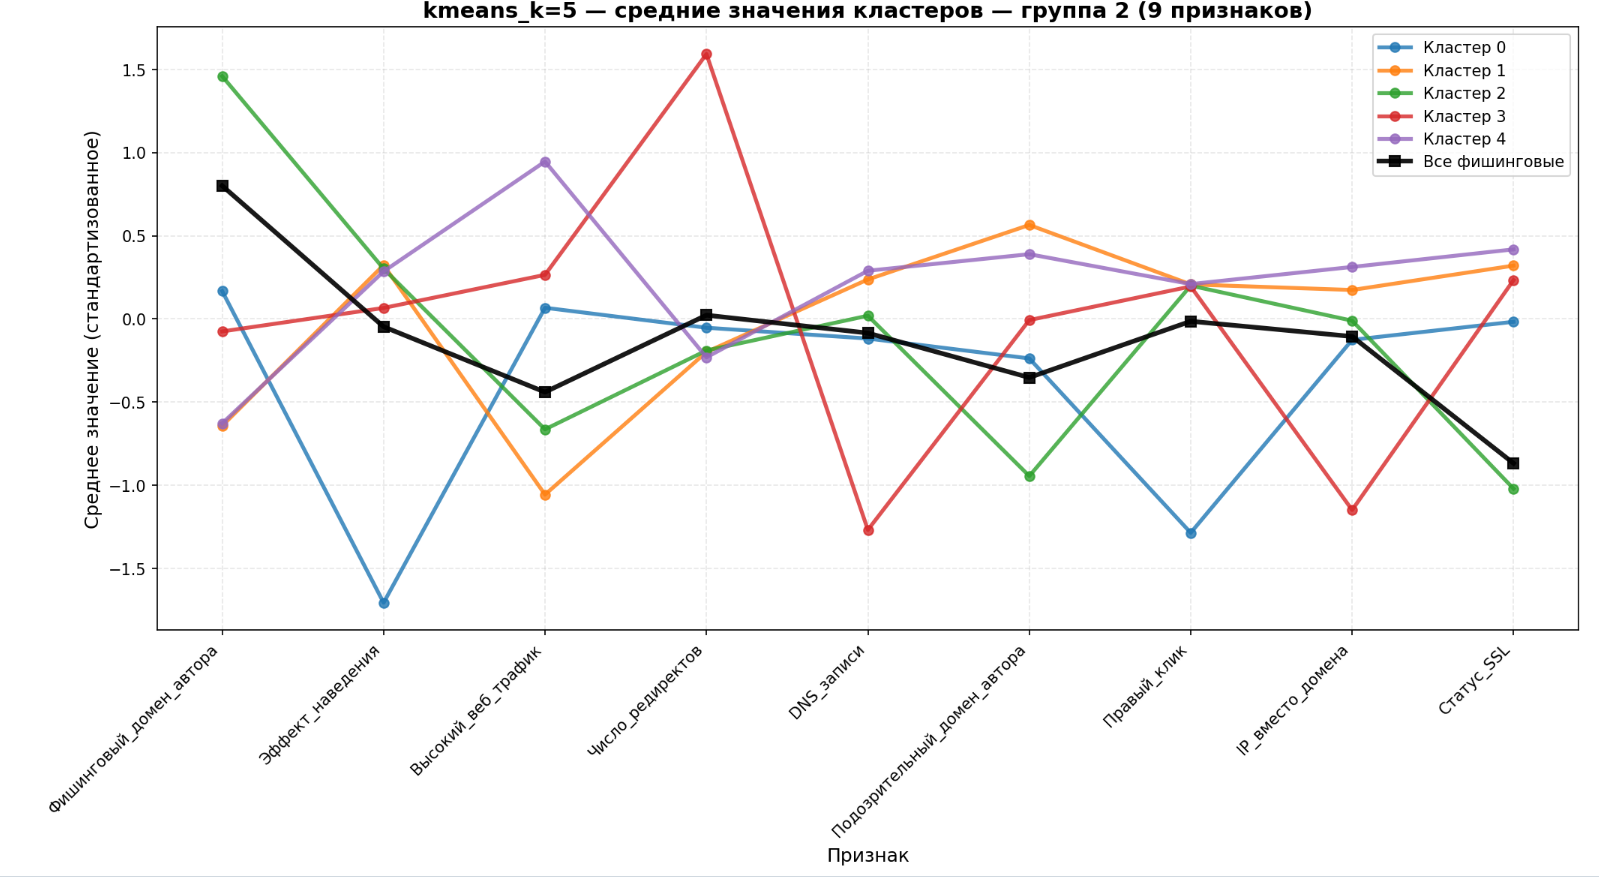 kmeans_k=5 — средние значения кластеров — группа 2 (9 признаков)
Среднее значение (стандартизованное)
1.5
1.0
0.5
0.0
−0.5
−1.0
−1.5
Кластер 0
Кластер 1
Кластер 2
Кластер 3
Кластер 4
Все фишинговые
Фишинговый_домен_автора
Эффект_наведения
Высокий_веб_трафик
Число_редиректов
DNS_записи
Подозрительный_домен_автора
Правый_клик
IP_вместо_домена
Статус_SSL
Признак